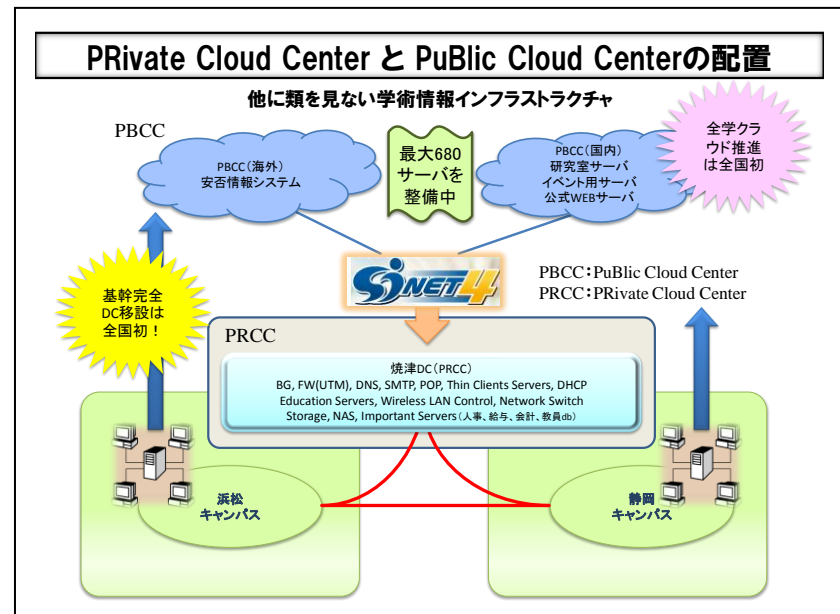 PRivate Cloud Center と PuBlic Cloud Centerの配置
他に類を見ない学術情報インフラストラクチャ
PBCC
PBCC(海外)
安否情報システム
最大680
サーバを
整備中
PBCC(国内)
研究室サーバ
イベント用サーバ
公式WEBサーバ
全学クラ
ウド推進
は全国初
SINET4
基幹完全
DC移設は
全国初！
PBCC：PuBlic Cloud Center
PRCC：PRivate Cloud Center
PRCC
焼津DC(PRCC)
BG, FW(UTM), DNS, SMTP, POP, Thin Clients Servers, DHCP
Education Servers, Wireless LAN Control, Network Switch
Storage, NAS, Important Servers(人事、給与、会計、教員db)
浜松
キャンパス
静岡
キャンパス